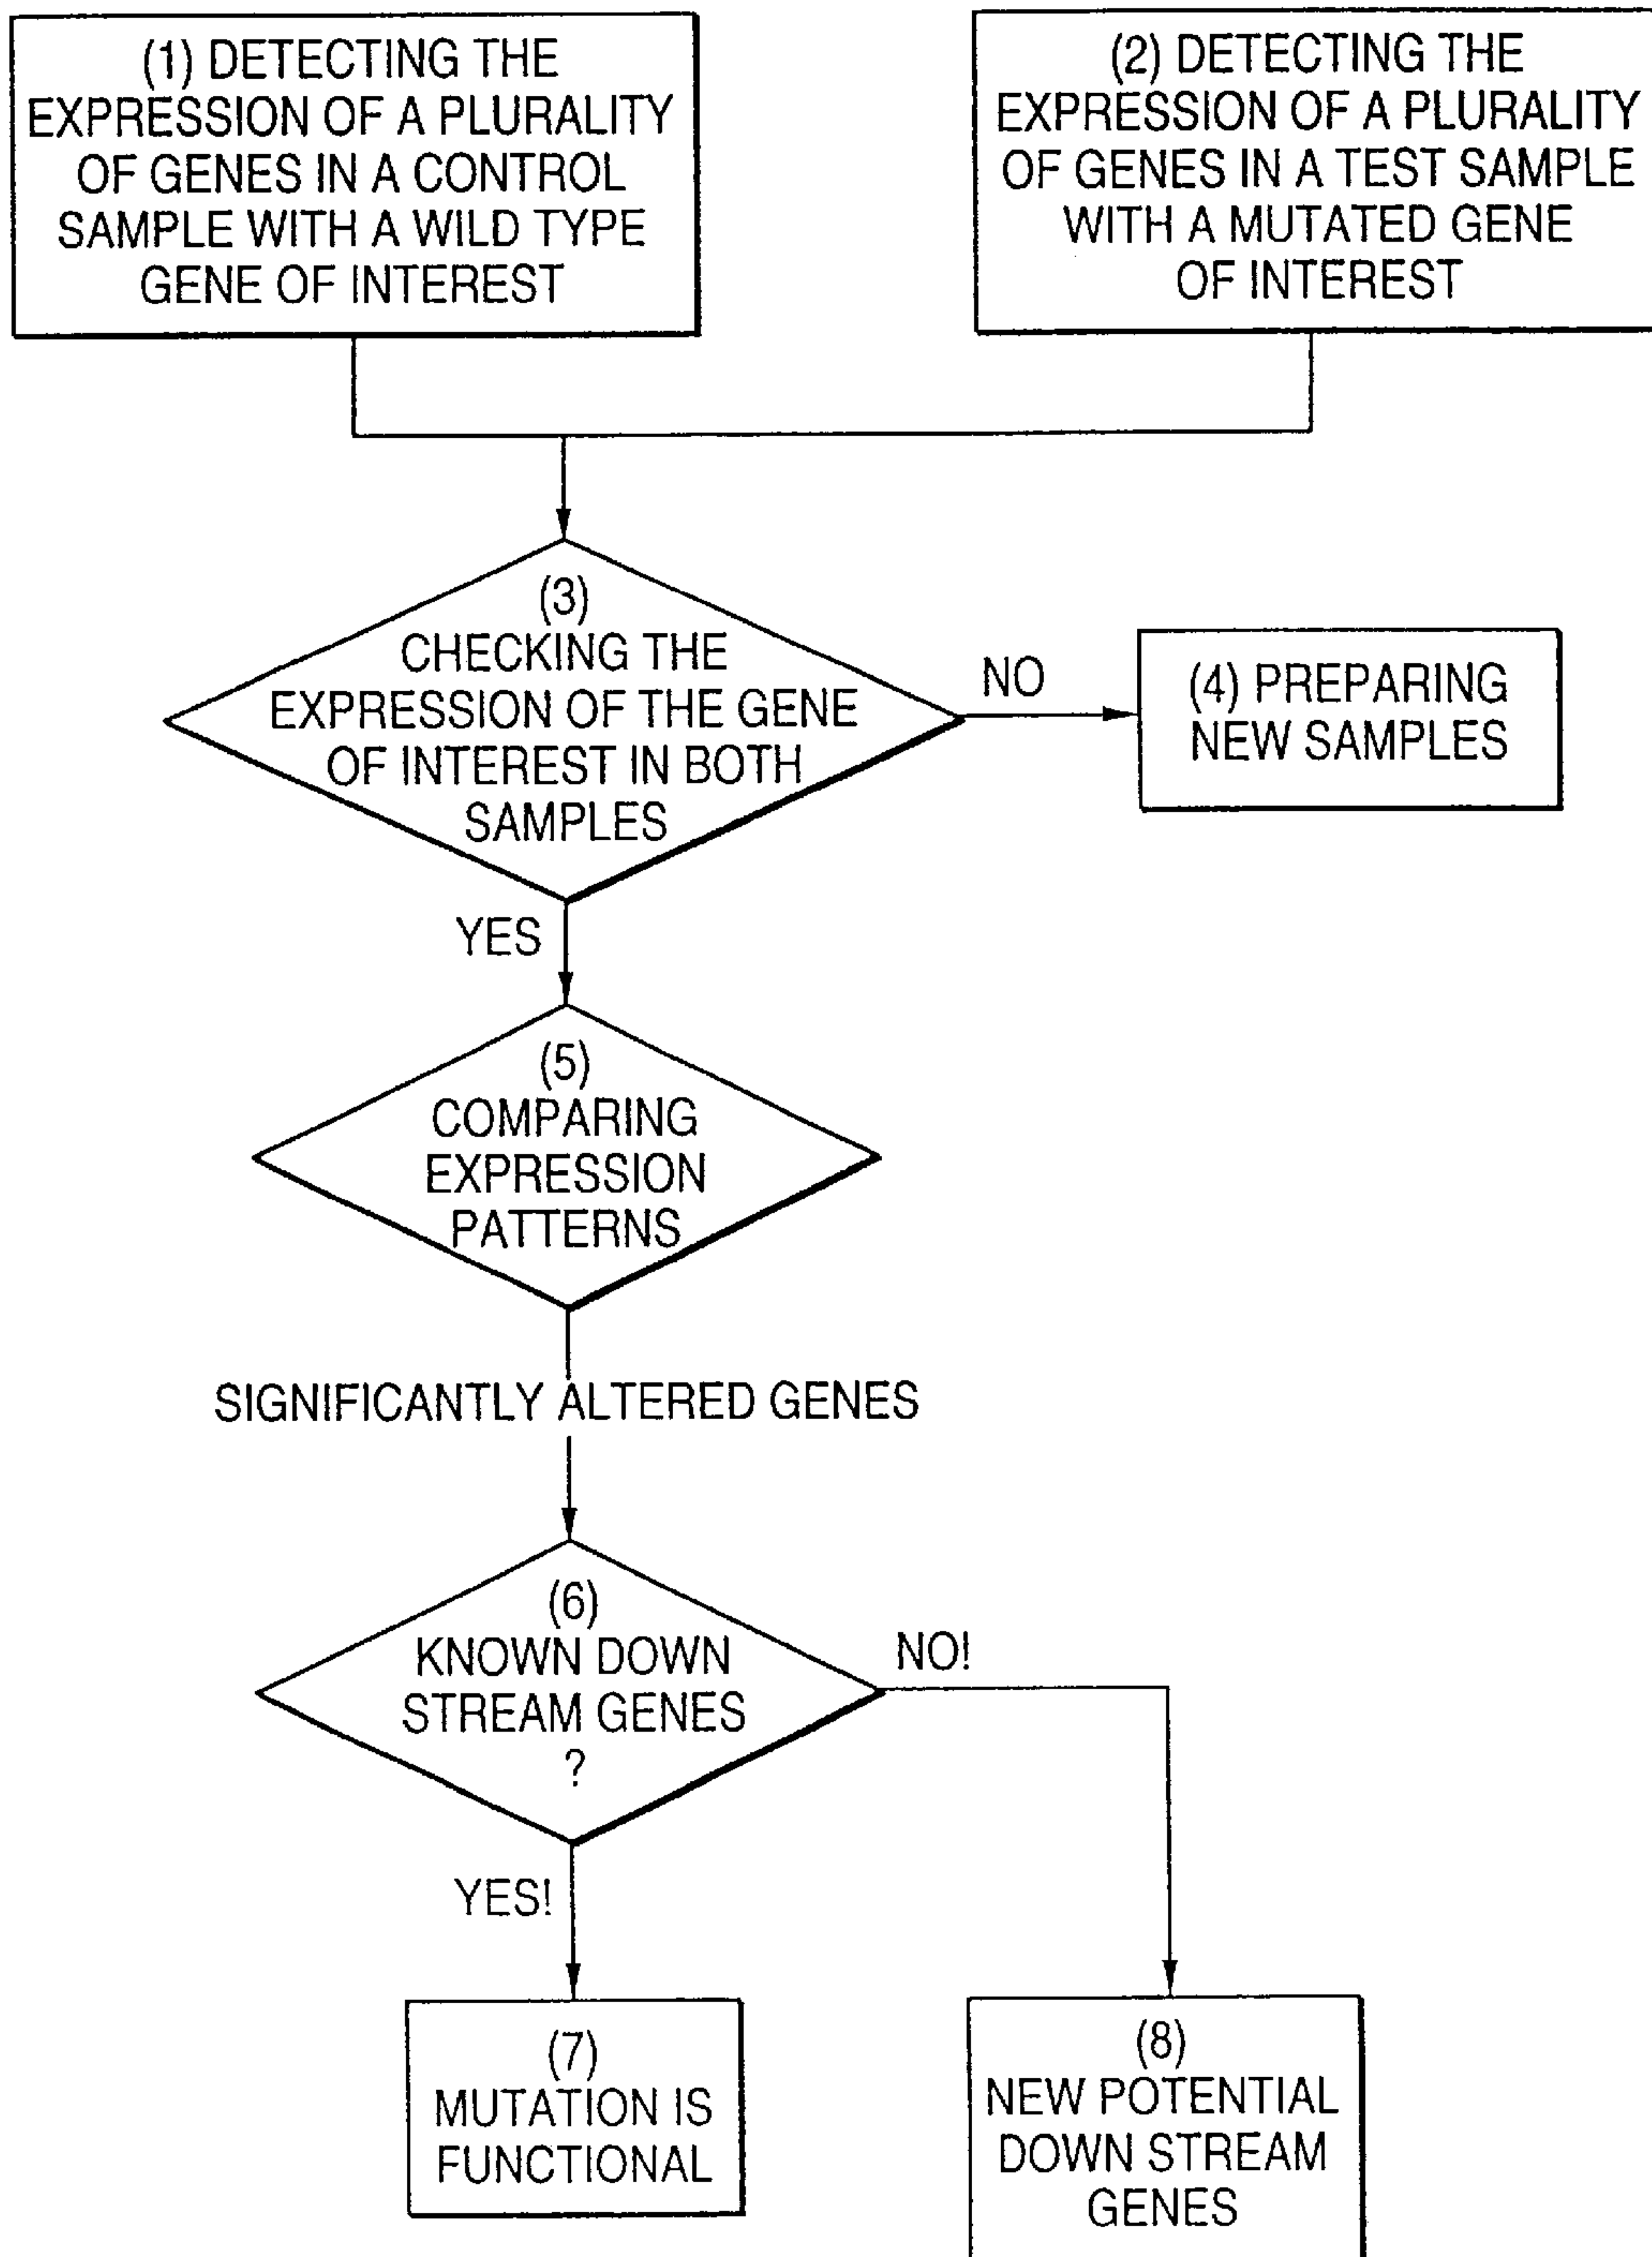 (1) DETECTING THE
EXPRESSION OF A PLURALITY
OF GENES IN A CONTROL
SAMPLE WITH A WILD TYPE
GENE OF INTEREST
(2) DETECTING THE
EXPRESSION OF A PLURALITY
OF GENES IN A TEST SAMPLE
WITH A MUTATED GENE
OF INTEREST
(3)
CHECKING THE
EXPRESSION OF THE GENE
OF INTEREST IN BOTH
SAMPLES
NO
(4) PREPARING
NEW SAMPLES
YES
(5)
COMPARING
EXPRESSION
PATTERNS
SIGNIFICANTLY ALTERED GENES
(6)
KNOWN DOWN
STREAM GENES
?
NO!
YES!
(7)
MUTATION IS
FUNCTIONAL
(8)
NEW POTENTIAL
DOWN STREAM
GENES